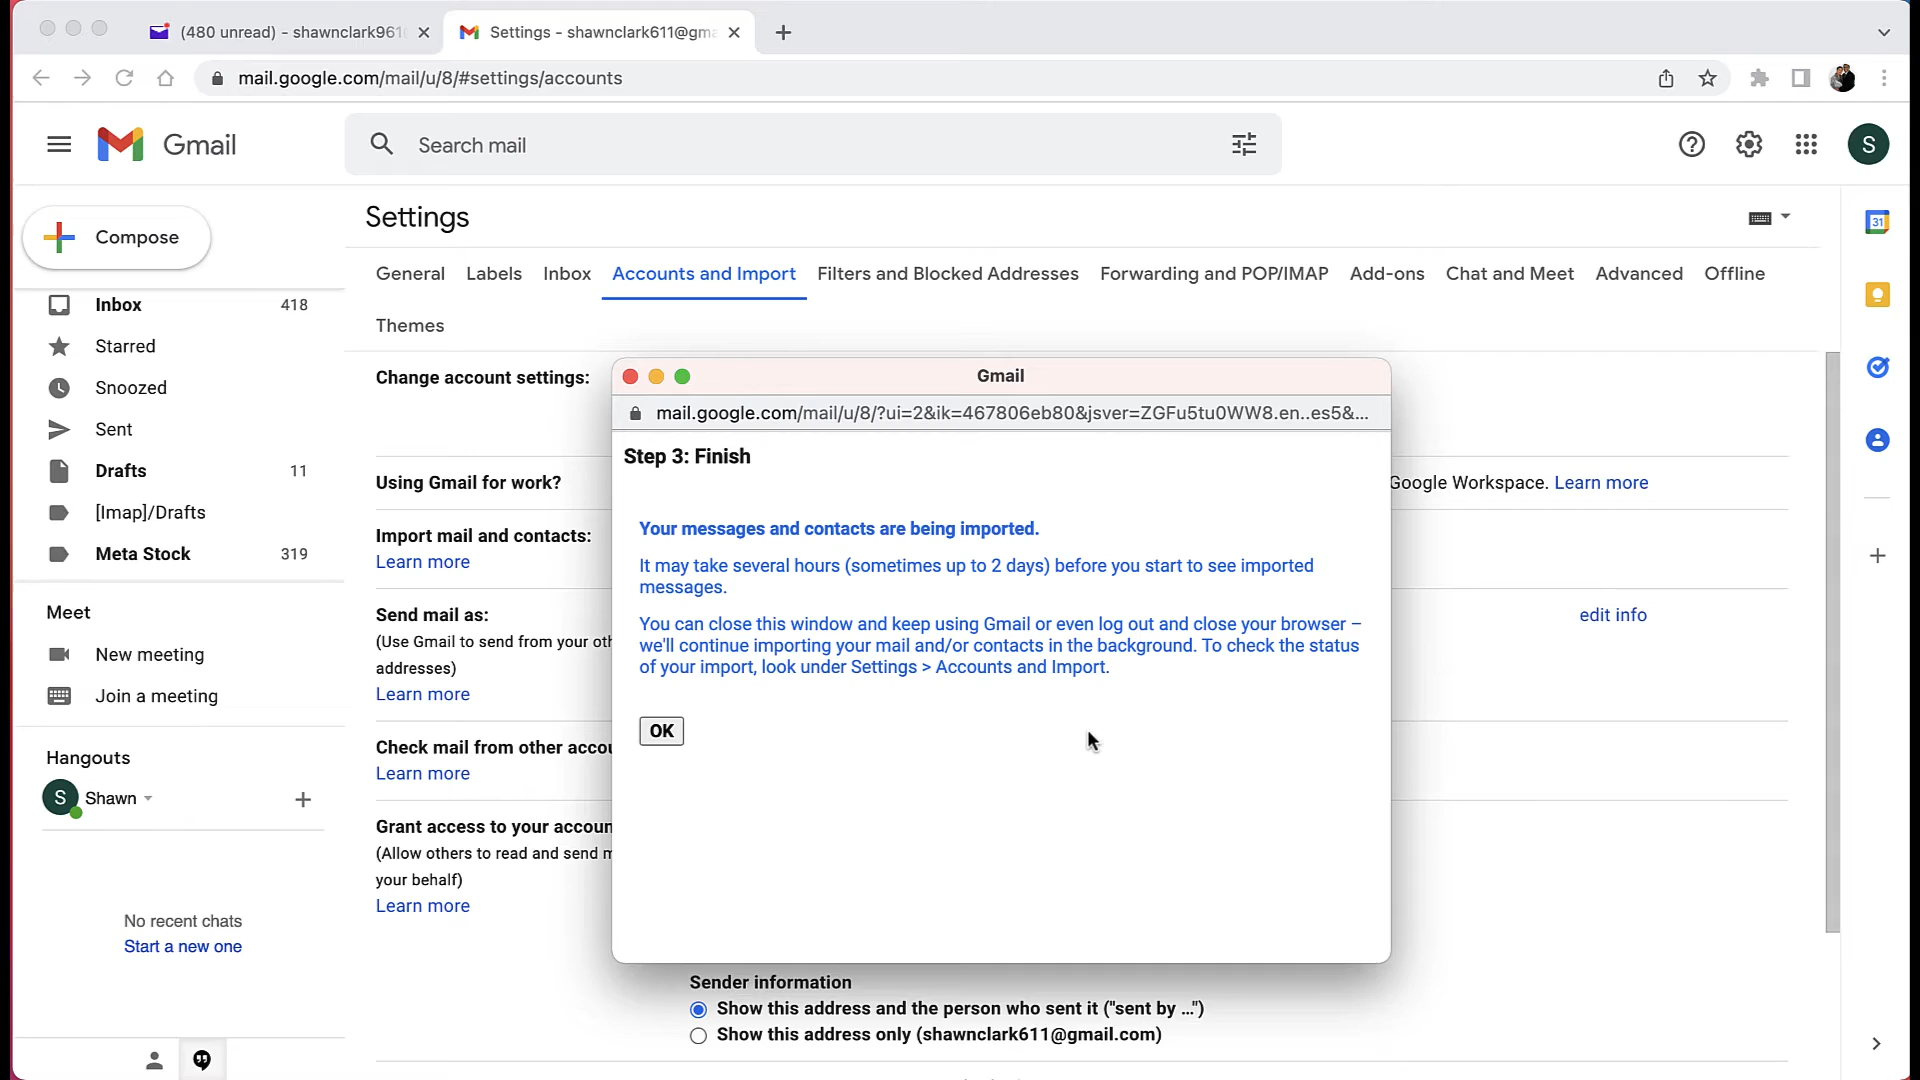 (480 unread) - shawnclark961
Settings - shawnclark611@gma
mail.google.com/mail/u/8/#settings/accounts
Gmail
Search mail
S
Compose
Inbox 418
Starred
Snoozed
Sent
Drafts 11
[Imap]/Drafts
Meta Stock 319
Meet
New meeting
Join a meeting
Hangouts
S Shawn
No recent chats
Start a new one
Settings
General Labels Inbox Accounts and Import Filters and Blocked Addresses Forwarding and POP/IMAP Add-ons Chat and Meet Advanced Offline
Themes
Change account settings:
Using Gmail for work?
Google Workspace. Learn more
Import mail and contacts:
Learn more
Send mail as:
(Use Gmail to send from your oth
addresses)
Learn more
edit info
Check mail from other accou
Learn more
Grant access to your accoun
(Allow others to read and send m
your behalf)
Learn more
Gmail
mail.google.com/mail/u/8/?ui=2&ik=467806eb80&jsver=ZGFu5tu0WW8.en..es5&...
Step 3: Finish
Your messages and contacts are being imported.
It may take several hours (sometimes up to 2 days) before you start to see imported
messages.
You can close this window and keep using Gmail or even log out and close your browser –
we'll continue importing your mail and/or contacts in the background. To check the status
of your import, look under Settings > Accounts and Import.
OK
Sender information
Show this address and the person who sent it ("sent by ...")
Show this address only (shawnclark611@gmail.com)
31